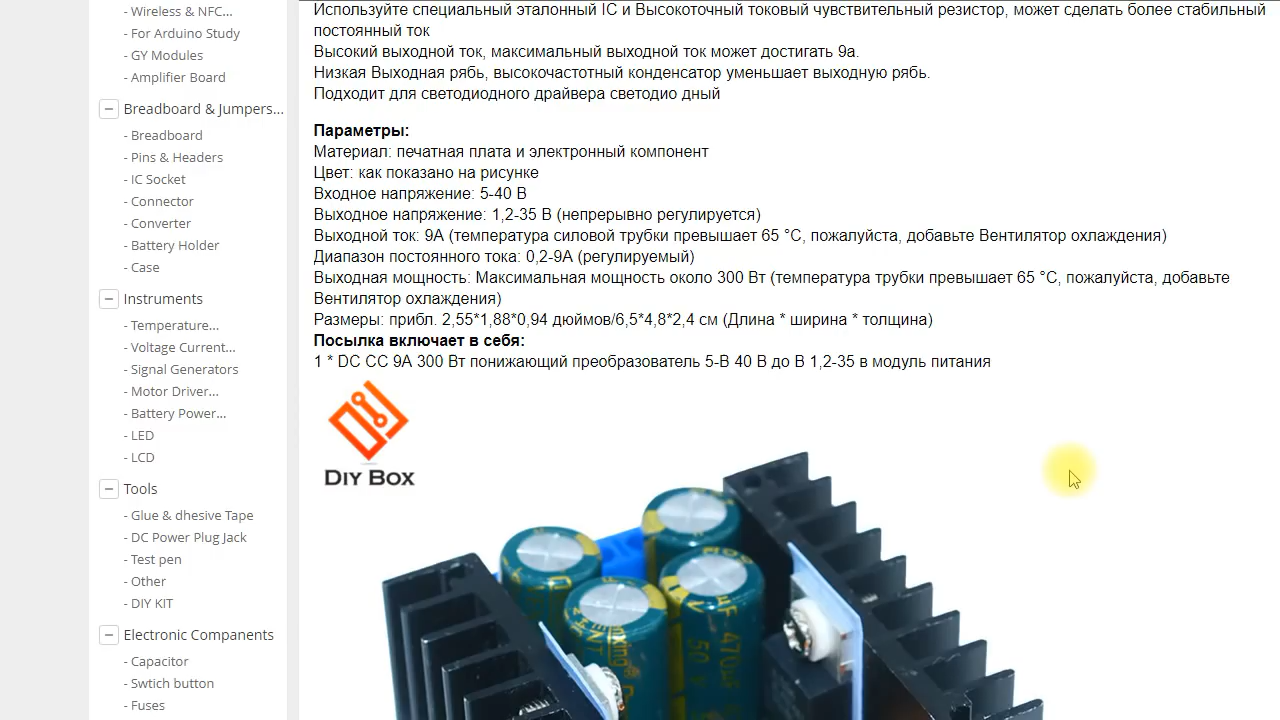 - Wireless & NFC...
- For Arduino Study
- GY Modules
- Amplifier Board
Breadboard & Jumpers...
- Breadboard
- Pins & Headers
- IC Socket
- Connector
- Converter
- Battery Holder
- Case
Instruments
- Temperature...
- Voltage Current...
- Signal Generators
- Motor Driver...
- Battery Power...
- LED
- LCD
Tools
- Glue & dhesive Tape
- DC Power Plug Jack
- Test pen
- Other
- DIY KIT
Electronic Components
- Capacitor
- Swtich button
- Fuses
Используйте специальный эталонный IC и Высокоточный токовый чувствительный резистор, может сделать более стабильный
постоянный ток
Высокий выходной ток, максимальный выходной ток может достигать 9а.
Низкая Выходная рябь, высокочастотный конденсатор уменьшает выходную рябь.
Подходит для светодиодного драйвера светодио дный
Параметры:
Материал: печатная плата и электронный компонент
Цвет: как показано на рисунке
Входное напряжение: 5-40 В
Выходное напряжение: 1,2-35 В (непрерывно регулируется)
Выходной ток: 9А (температура силовой трубки превышает 65 °C, пожалуйста, добавьте Вентилятор охлаждения)
Диапазон постоянного тока: 0,2-9А (регулируемый)
Выходная мощность: Максимальная мощность около 300 Вт (температура трубки превышает 65 °C, пожалуйста, добавьте
Вентилятор охлаждения)
Размеры: прибл. 2,55*1,88*0,94 дюймов/6,5*4,8*2,4 см (Длина * ширина * толщина)
Посылка включает в себя:
1 * DC CC 9A 300 Вт понижающий преобразователь 5-В 40 В до В 1,2-35 в модуль питания
DIY BOX
µF-470µ
50 V